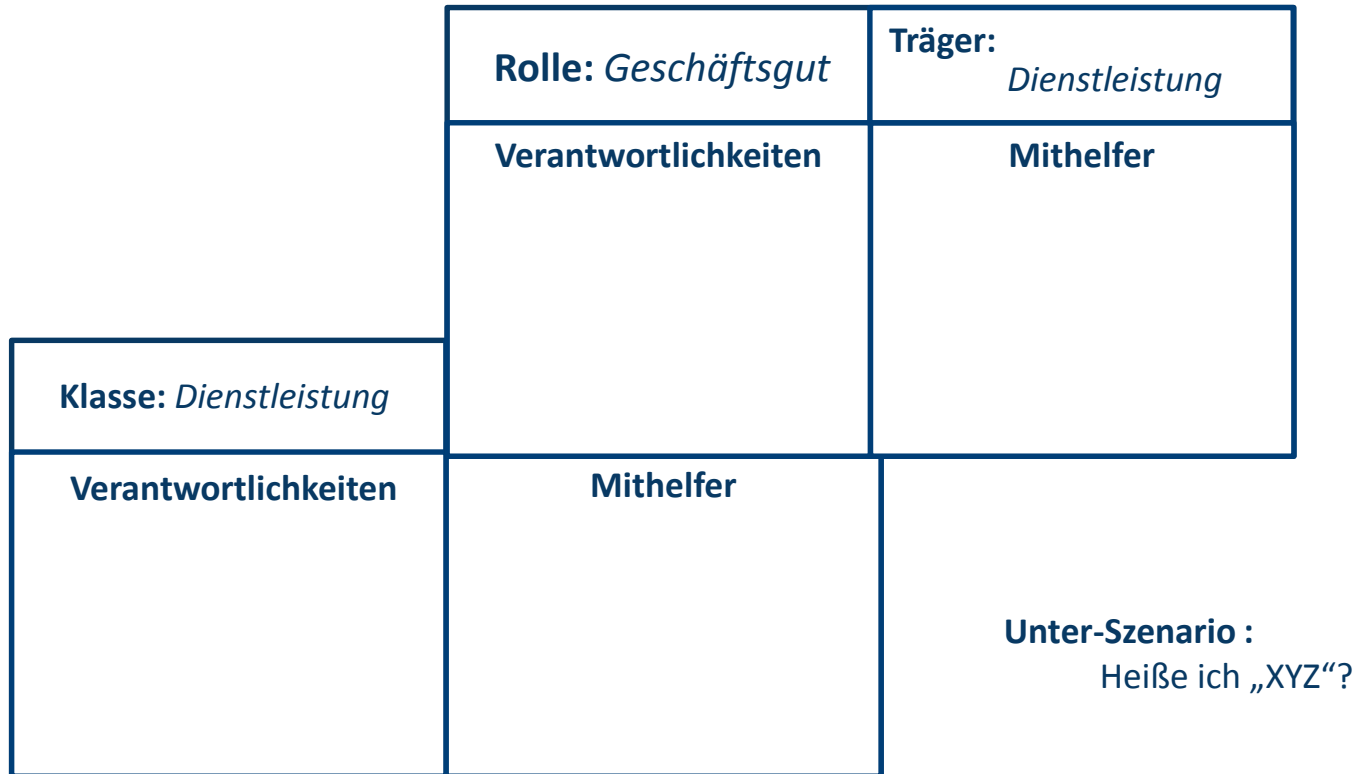 Rolle: Geschäftsgut
Träger:
Dienstleistung
Verantwortlichkeiten
Mithelfer
Klasse: Dienstleistung
Verantwortlichkeiten
Mithelfer
Unter-Szenario :
Heiße ich „XYZ“?